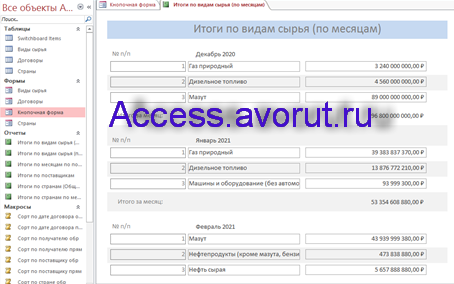 Все объекты A...
Поиск...
Таблицы
Switchboard Items
Виды сырья
Договоры
Страны
Формы
Виды сырья
Договоры
Кнопочная форма
Страны
Отчеты
Итоги по видам сырья (...
Итоги по видам сырья (п...
Итоги по месяцам по по...
Итоги по поставщикам
Итоги по странам (Общ...
Итоги по странам по ме...
Макросы
Сорт по дате договора о...
Сорт по дате договора п...
Сорт по получателю обр
Сорт по получателю прям
Сорт по поставщику обр
Сорт по поставщику прям
Сорт по стране обр
Кнопочная форма
Итоги по видам сырья (по месяцам)
Итоги по видам сырья (по месяцам)
№ п/п Декабрь 2020
1 Газ природный 3 240 000 000,00 ₽
2 Дизельное топливо 4 560 000 000,00 ₽
3 Мазут 89 000 000 000,00 ₽
96 800 000 000,00 ₽
Access.avorut.ru
№ п/п Январь 2021
1 Газ природный 39 383 837 370,00 ₽
2 Дизельное топливо 13 876 772 210,00 ₽
3 Машины и оборудование (без автомо 93 999 300,00 ₽
Итого за месяц: 53 354 608 880,00 ₽
№ п/п Февраль 2021
1 Мазут 43 939 999 380,00 ₽
2 Нефтепродукты (кроме мазута, бензи 473 838 880,00 ₽
3 Нефть сырая 5 657 888 880,00 ₽